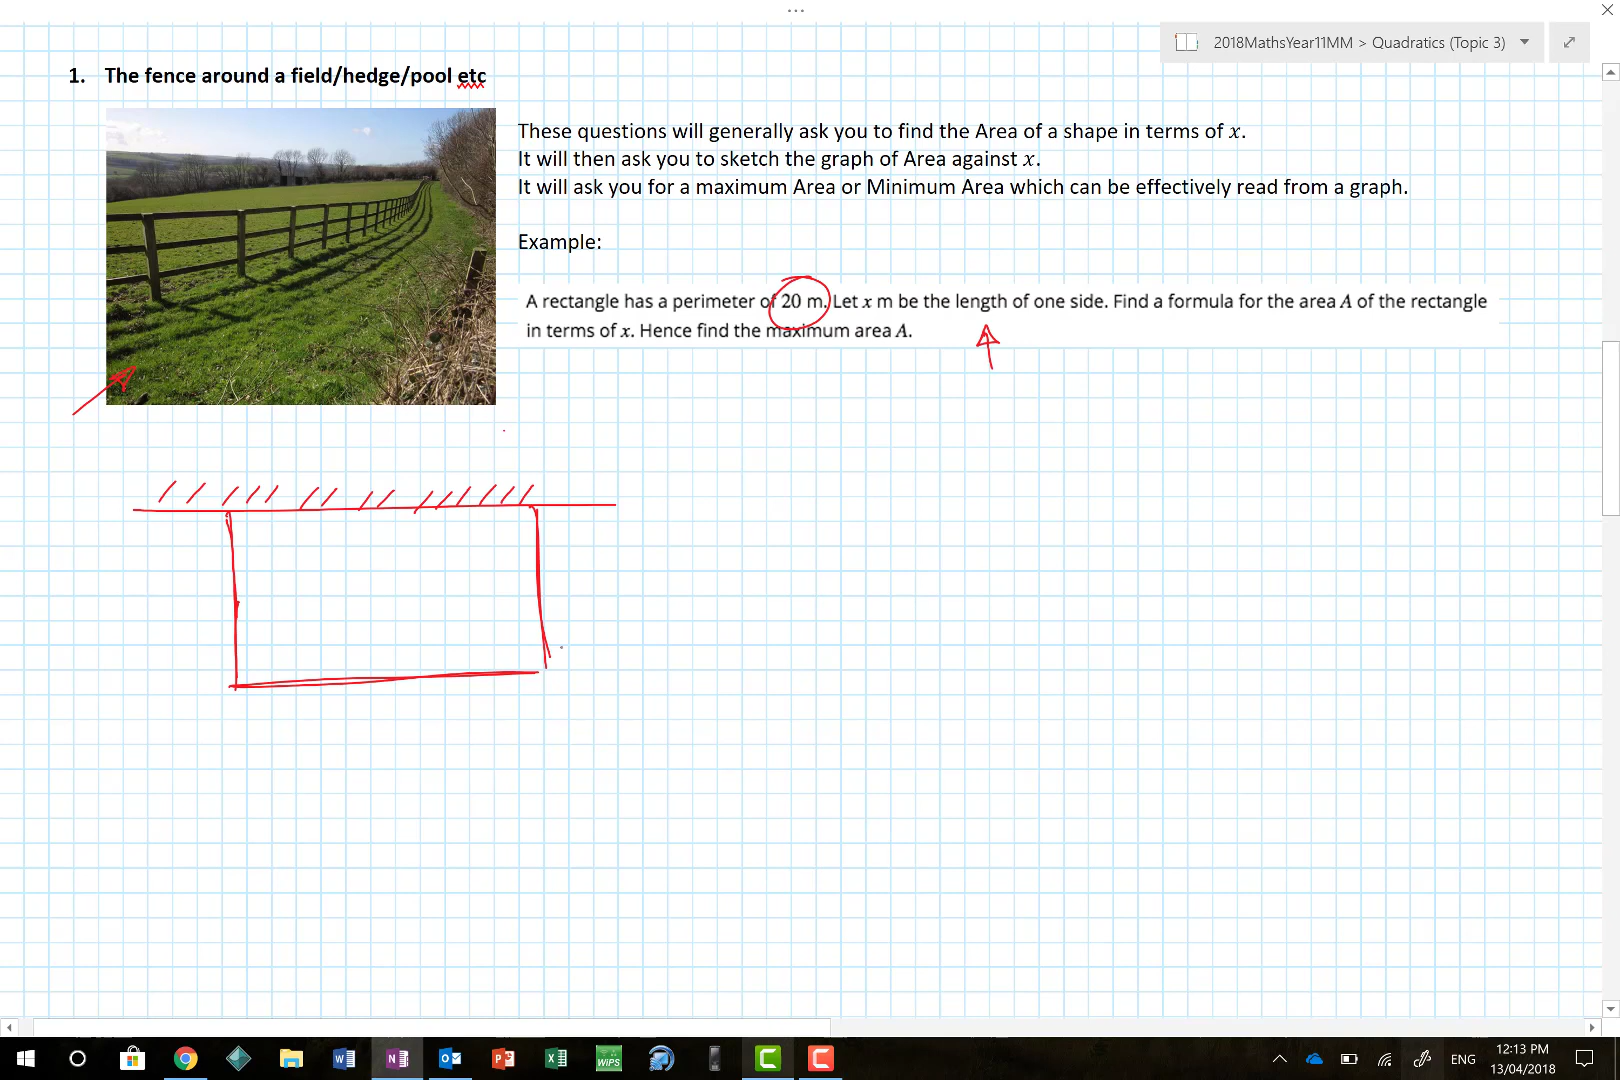 2018MathsYear11MM > Quadratics (Topic 3)
1. The fence around a field/hedge/pool etc
These questions will generally ask you to find the Area of a shape in terms of x.
It will then ask you to sketch the graph of Area against x.
It will ask you for a maximum Area or Minimum Area which can be effectively read from a graph.
Example:
A rectangle has a perimeter of 20 m. Let x m be the length of one side. Find a formula for the area A of the rectangle
in terms of x. Hence find the maximum area A.
WiPS
ENG
12:13 PM
13/04/2018